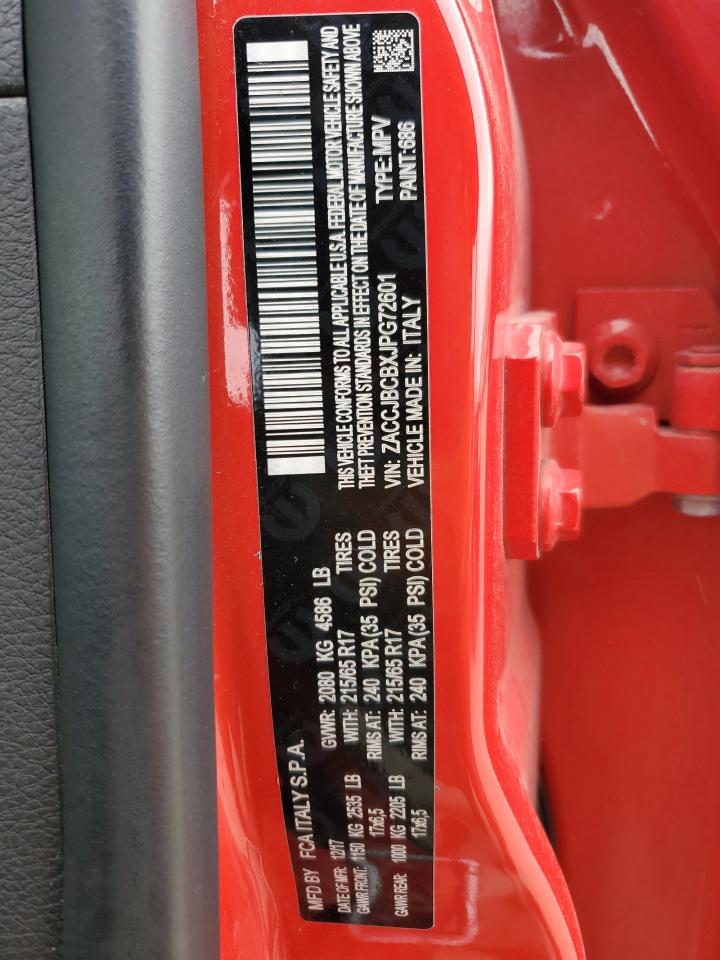 MFD BY FCA ITALY S.P.A.
DATE OF MFR: 12/17 GVWR: 2080 KG 4586 LB
GAWR FRONT: 1150 KG 2535 LB WITH: 215/65 R17 TIRES
17x6,5 RIMS AT: 240 KPA(35 PSI) COLD
GAWR REAR: 1000 KG 2205 LB WITH: 215/65 R17 TIRES
17x6,5 RIMS AT: 240 KPA(35 PSI) COLD
THIS VEHICLE CONFORMS TO ALL APPLICABLE U.S.A. FEDERAL MOTOR VEHICLE SAFETY AND
THEFT PREVENTION STANDARDS IN EFFECT ON THE DATE OF MANUFACTURE SHOWN ABOVE
VIN: ZACCJBCBXJPG72601 TYPE:MPV
VEHICLE MADE IN: ITALY PAINT:686